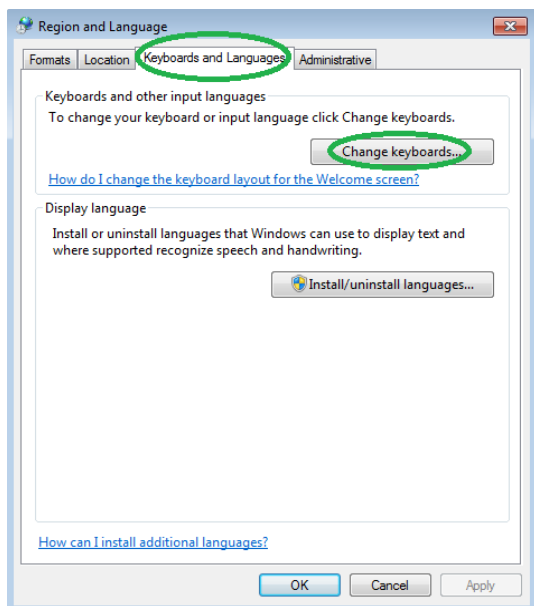 Region and Language
Formats Location Keyboards and Languages Administrative
Keyboards and other input languages
To change your keyboard or input language click Change keyboards.
Change keyboards...
How do I change the keyboard layout for the Welcome screen?
Display language
Install or uninstall languages that Windows can use to display text and
where supported recognize speech and handwriting.
Install/uninstall languages...
How can I install additional languages?
OK Cancel Apply